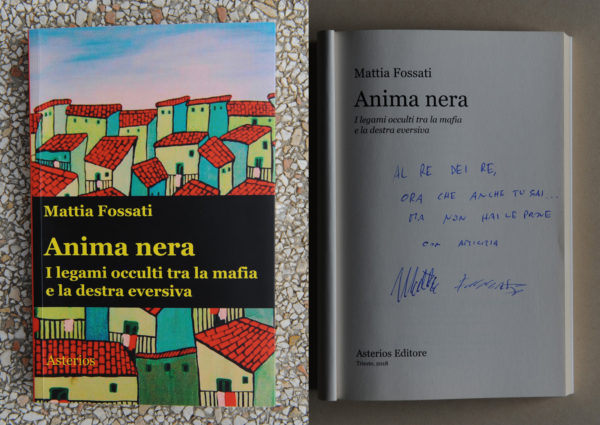 Mattia Fossati
Anima nera
I legami occulti tra la mafia
e la destra eversiva
Asterios
Mattia Fossati
Anima nera
I legami occulti tra la mafia
e la destra eversiva
AL RE DEI RE,
ORA CHE ANCHE TU SAI...
MA NON HAI LE PROVE
CON AMICIZIA
Asterios Editore
Trieste, 2018